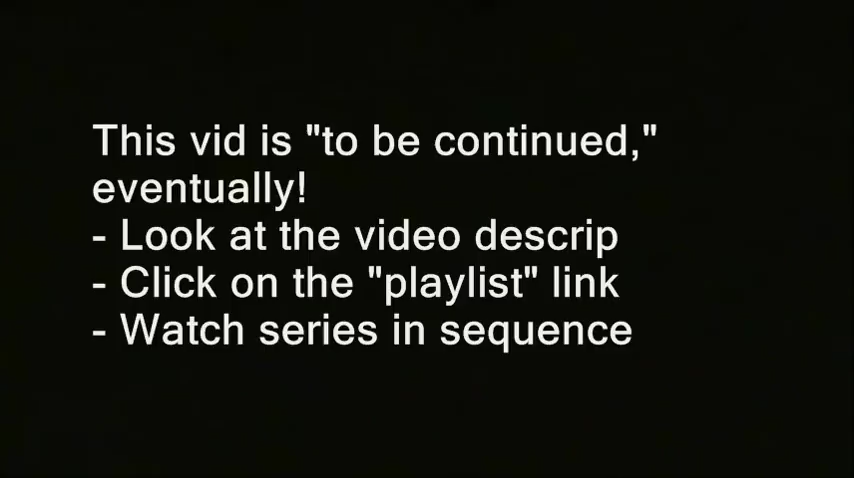 This vid is "to be continued,"
eventually!
- Look at the video descrip
- Click on the "playlist" link
- Watch series in sequence